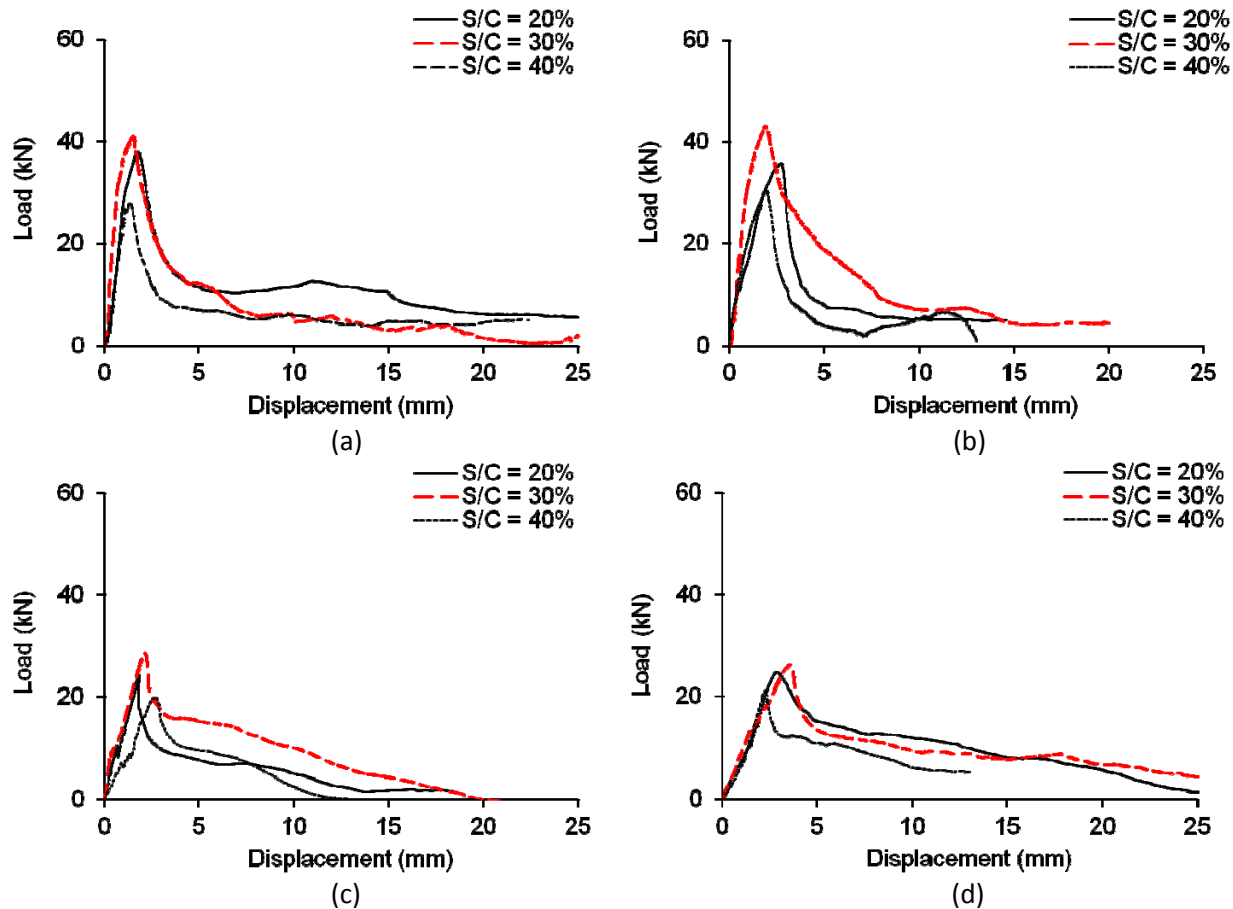 S/C = 20%
S/C = 30%
S/C = 40%
60
40
20
0
Load (kN)
0 5 10 15 20 25
Displacement (mm)
(a)
S/C = 20%
S/C = 30%
S/C = 40%
60
40
20
0
Load (kN)
0 5 10 15 20 25
Displacement (mm)
(b)
S/C = 20%
S/C = 30%
S/C = 40%
60
40
20
0
Load (kN)
0 5 10 15 20 25
Displacement (mm)
(c)
S/C = 20%
S/C = 30%
S/C = 40%
60
40
20
0
Load (kN)
0 5 10 15 20 25
Displacement (mm)
(d)